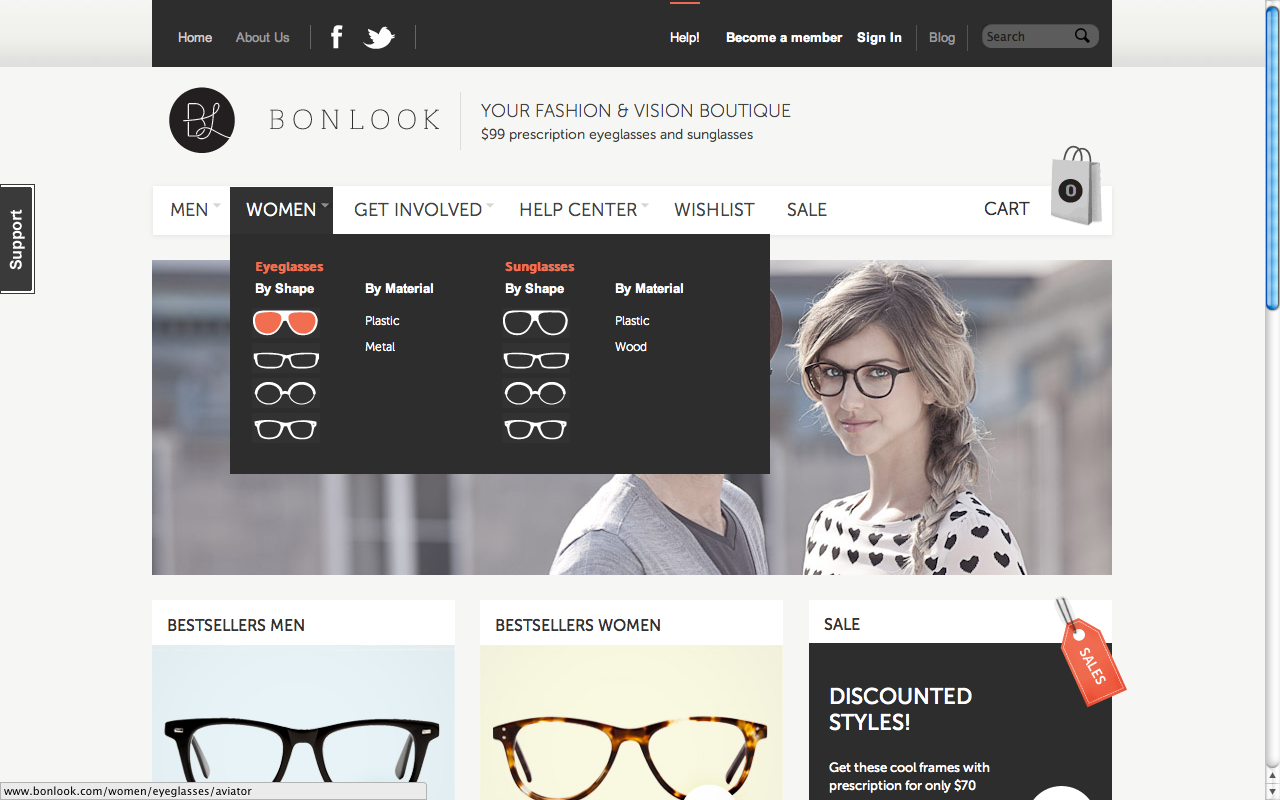 Home
About Us
Help!
Become a member
Sign In
Blog
Search
BL
BONLOOK
YOUR FASHION & VISION BOUTIQUE
$99 prescription eyeglasses and sunglasses
Support
MEN
WOMEN
GET INVOLVED
HELP CENTER
WISHLIST
SALE
CART
0
Eyeglasses
By Shape
By Material
Plastic
Metal
Sunglasses
By Shape
By Material
Plastic
Wood
BESTSELLERS MEN
BESTSELLERS WOMEN
SALE
SALES
DISCOUNTED
STYLES!
Get these cool frames with
prescription for only $70
www.bonlook.com/women/eyeglasses/aviator